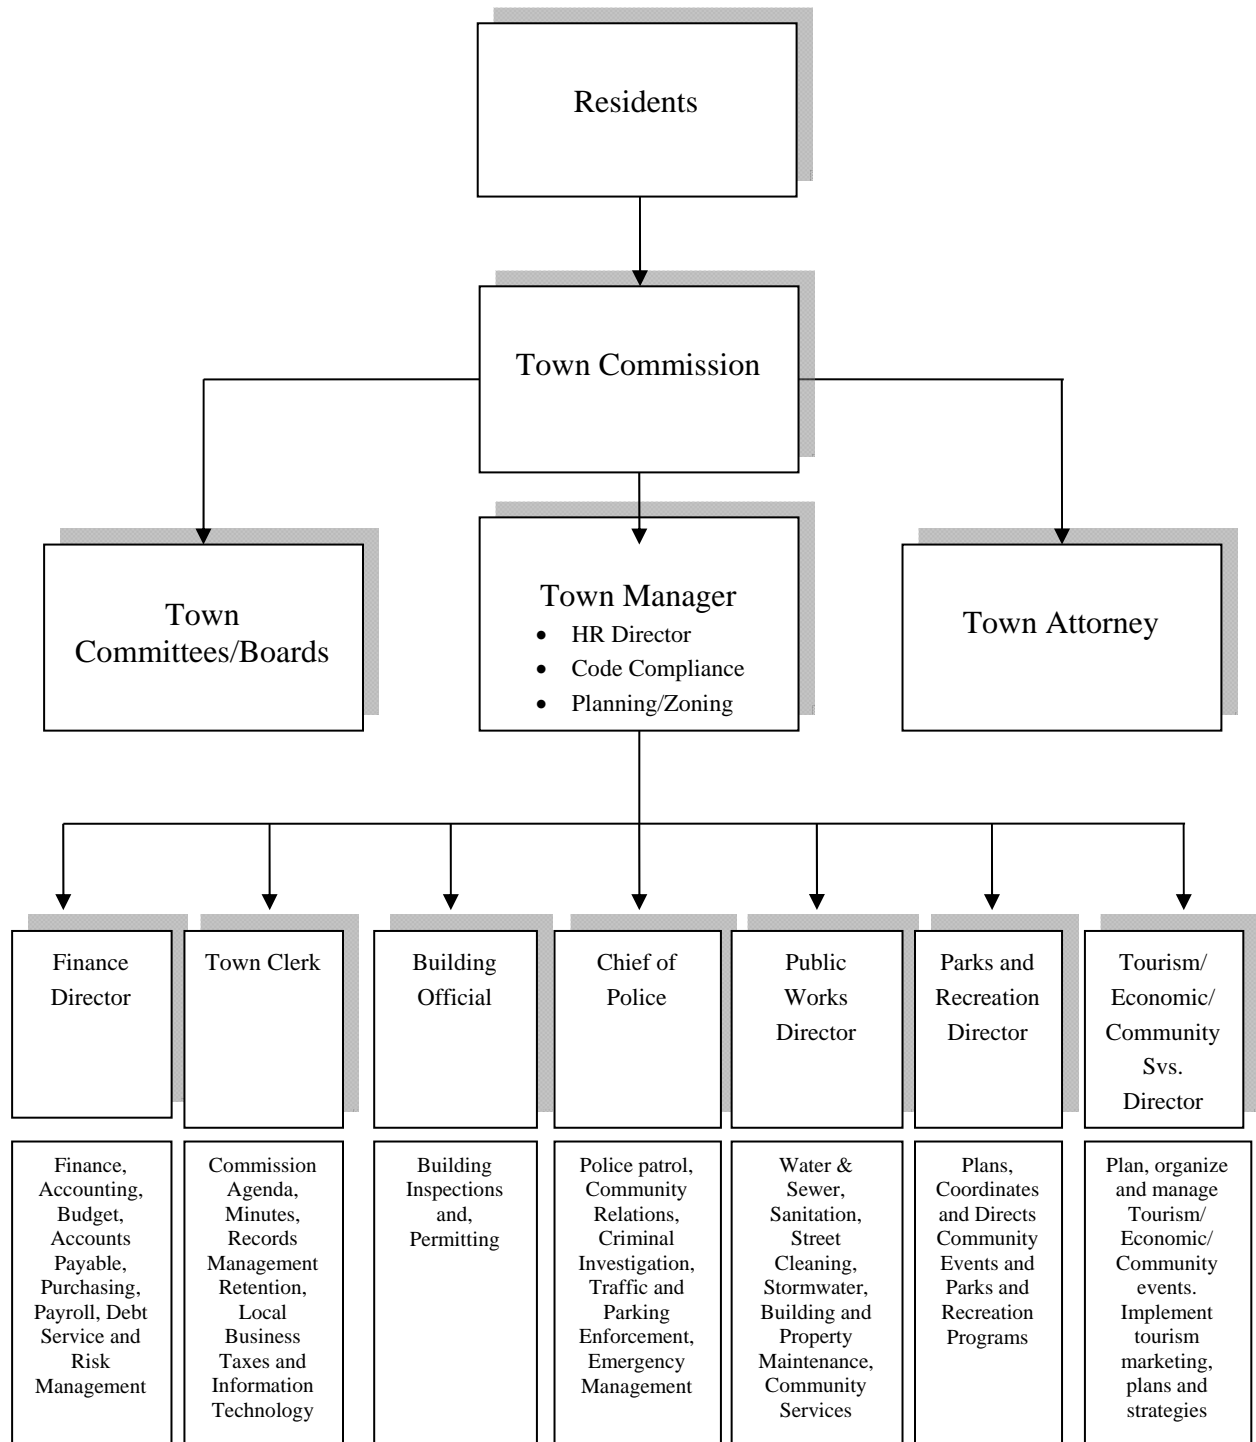 Residents
Town Commission
Town
Committees/Boards
Town Manager
• HR Director
• Code Compliance
• Planning/Zoning
Town Attorney
Finance
Director
Town Clerk
Building
Official
Chief of
Police
Public
Works
Director
Parks and
Recreation
Director
Tourism/
Economic/
Community
Svs.
Director
Finance,
Accounting,
Budget,
Accounts
Payable,
Purchasing,
Payroll, Debt
Service and
Risk
Management
Commission
Agenda,
Minutes,
Records
Management
Retention,
Local
Business
Taxes and
Information
Technology
Building
Inspections
and,
Permitting
Police patrol,
Community
Relations,
Criminal
Investigation,
Traffic and
Parking
Enforcement,
Emergency
Management
Water &
Sewer,
Sanitation,
Street
Cleaning,
Stormwater,
Building and
Property
Maintenance,
Community
Services
Plans,
Coordinates
and Directs
Community
Events and
Parks and
Recreation
Programs
Plan, organize
and manage
Tourism/
Economic/
Community
events.
Implement
tourism
marketing,
plans and
strategies